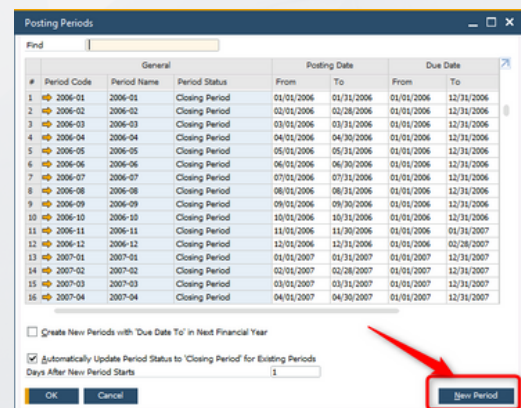 Posting Periods
Find
General Posting Date Due Date
# Period Code Period Name Period Status From To From To
1 2006-01 2006-01 Closing Period 01/01/2006 01/31/2006 01/01/2006 12/31/2006
2 2006-02 2006-02 Closing Period 02/01/2006 02/28/2006 01/01/2006 12/31/2006
3 2006-03 2006-03 Closing Period 03/01/2006 03/31/2006 01/01/2006 12/31/2006
4 2006-04 2006-04 Closing Period 04/01/2006 04/30/2006 01/01/2006 12/31/2006
5 2006-05 2006-05 Closing Period 05/01/2006 05/31/2006 01/01/2006 12/31/2006
6 2006-06 2006-06 Closing Period 06/01/2006 06/30/2006 01/01/2006 12/31/2006
7 2006-07 2006-07 Closing Period 07/01/2006 07/31/2006 01/01/2006 12/31/2006
8 2006-08 2006-08 Closing Period 08/01/2006 08/31/2006 01/01/2006 12/31/2006
9 2006-09 2006-09 Closing Period 09/01/2006 09/30/2006 01/01/2006 12/31/2006
10 2006-10 2006-10 Closing Period 10/01/2006 10/31/2006 01/01/2006 12/31/2006
11 2006-11 2006-11 Closing Period 11/01/2006 11/30/2006 01/01/2006 01/31/2007
12 2006-12 2006-12 Closing Period 12/01/2006 12/31/2006 01/01/2006 02/28/2007
13 2007-01 2007-01 Closing Period 01/01/2007 01/31/2007 01/01/2007 12/31/2007
14 2007-02 2007-02 Closing Period 02/01/2007 02/28/2007 01/01/2007 12/31/2007
15 2007-03 2007-03 Closing Period 03/01/2007 03/31/2007 01/01/2007 12/31/2007
16 2007-04 2007-04 Closing Period 04/01/2007 04/30/2007 01/01/2007 12/31/2007
Create New Periods with 'Due Date To' in Next Financial Year
Automatically Update Period Status to 'Closing Period' for Existing Periods
Days After New Period Starts 1
OK Cancel New Period